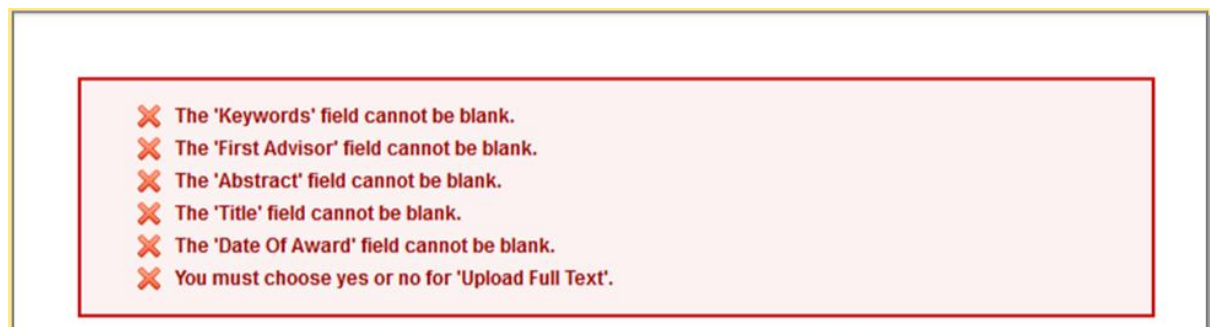 The 'Keywords' field cannot be blank.
The 'First Advisor' field cannot be blank.
The 'Abstract' field cannot be blank.
The 'Title' field cannot be blank.
The 'Date Of Award' field cannot be blank.
You must choose yes or no for 'Upload Full Text'.